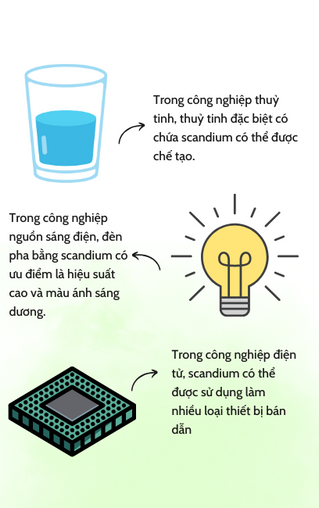 Trong công nghiệp thuỷ
tinh, thuỷ tinh đặc biệt có
chứa scandium có thể được
chế tạo.
Trong công nghiệp
nguồn sáng điện, đèn
pha bằng scandium có
ưu điểm là hiệu suất
cao và màu ánh sáng
dương.
Trong công nghiệp điện
tử, scandium có thể
được sử dụng làm
nhiều loại thiết bị bán
dẫn